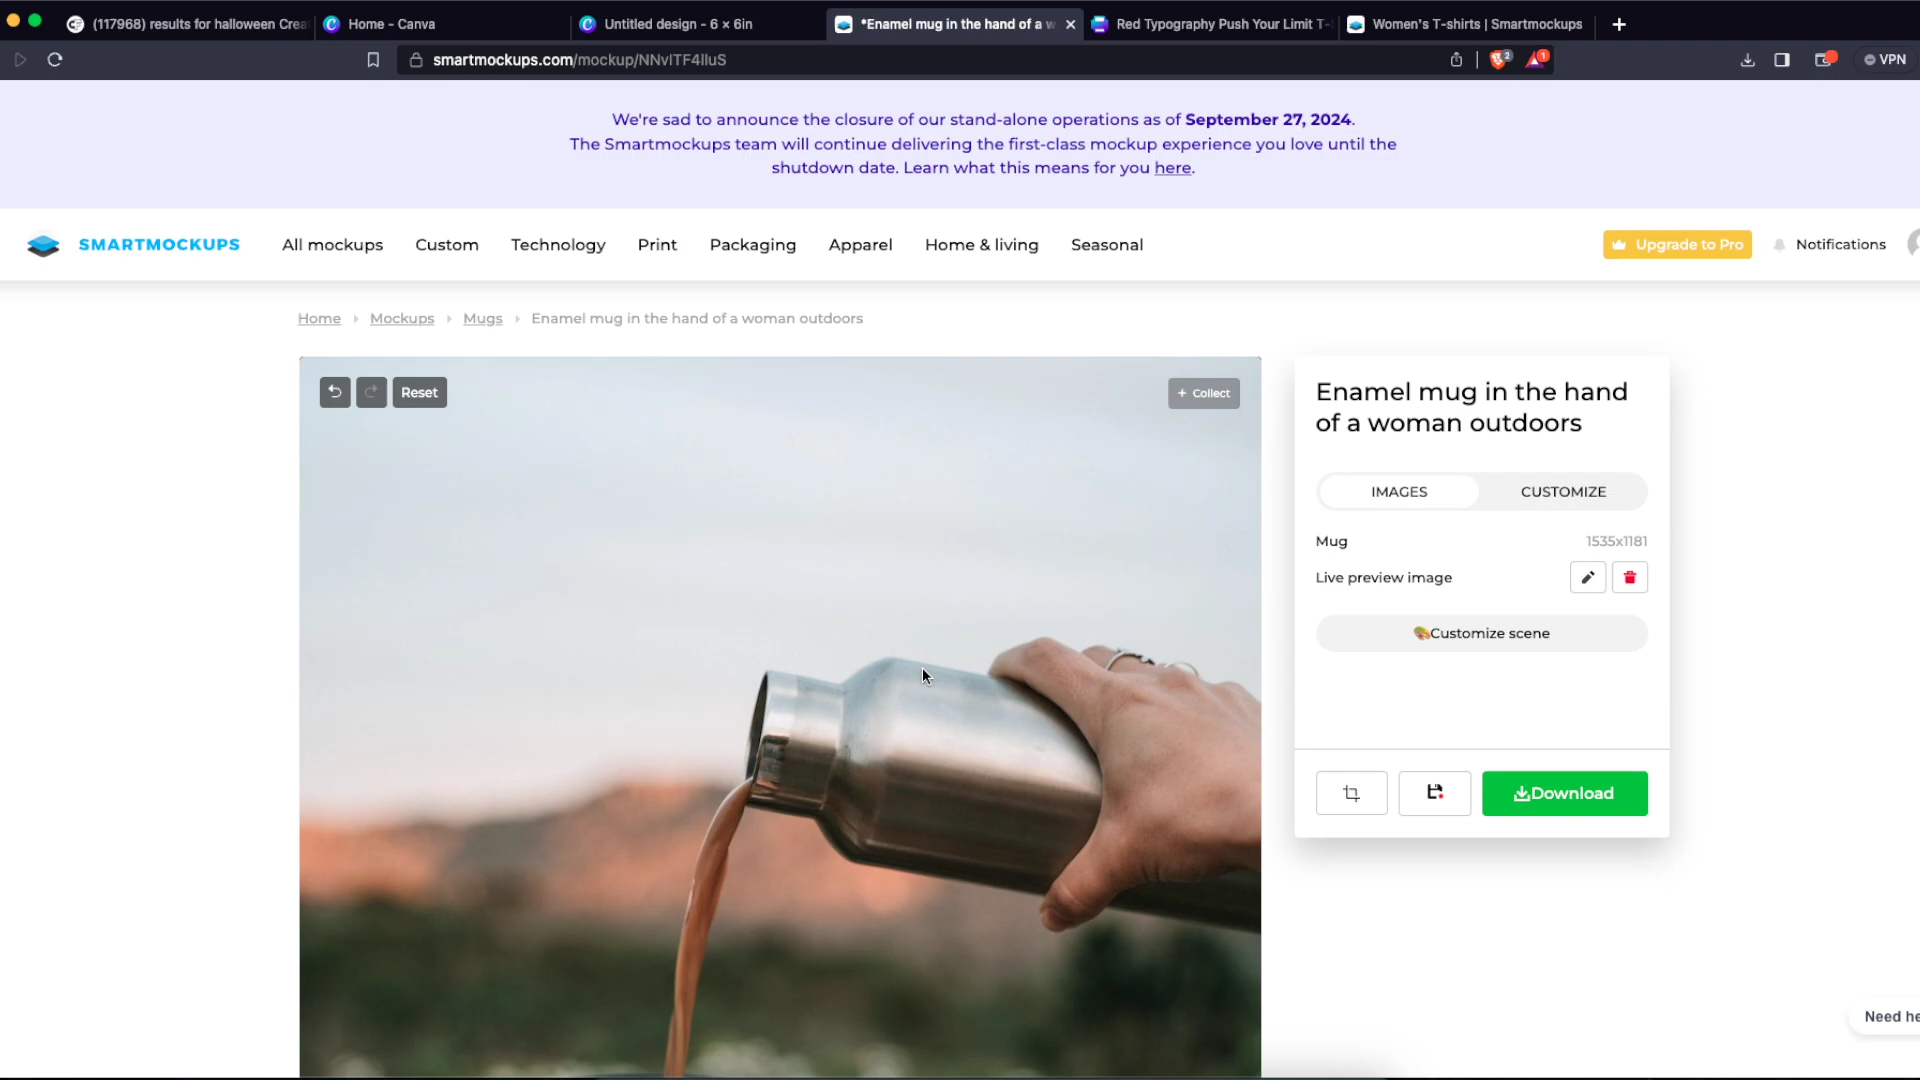 (117968) results for halloween Crea
Home - Canva
Untitled design - 6 × 6in
*Enamel mug in the hand of a w
Red Typography Push Your Limit T-S
Women's T-shirts | Smartmockups
smartmockups.com/mockup/NNvITF4IIuS
2
1
VPN
We're sad to announce the closure of our stand-alone operations as of September 27, 2024.
The Smartmockups team will continue delivering the first-class mockup experience you love until the
shutdown date. Learn what this means for you here.
SMARTMOCKUPS
All mockups
Custom
Technology
Print
Packaging
Apparel
Home & living
Seasonal
Upgrade to Pro
Notifications
Home
Mockups
Mugs
Enamel mug in the hand of a woman outdoors
Reset
+ Collect
Enamel mug in the hand
of a woman outdoors
IMAGES
CUSTOMIZE
Mug
1535x1181
Live preview image
Customize scene
Download
Need he